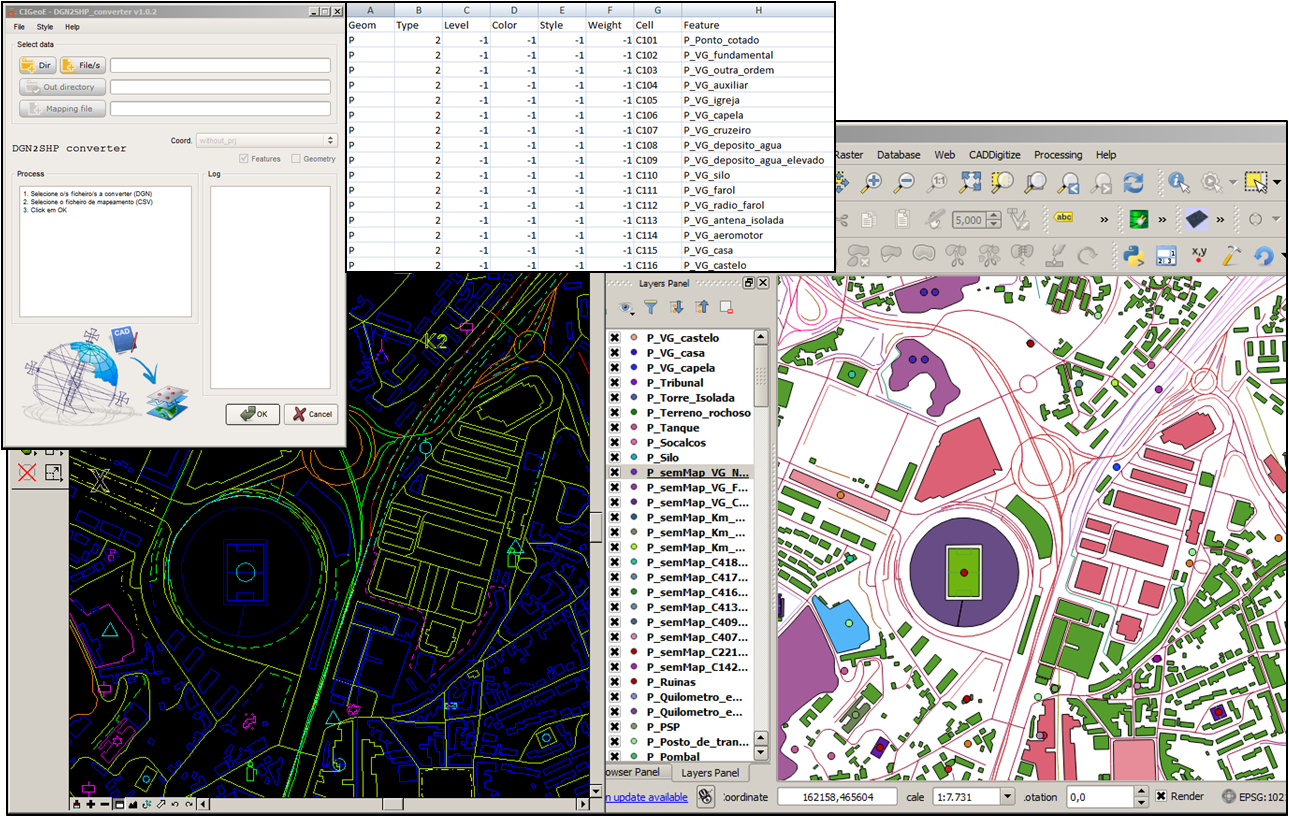 CIGeoE - DGN2SHP_converter v1.0.2
File Style Help
Select data
Dir File/s
Out directory
Mapping file
Coord. without_prj
DGN2SHP converter
Features Geometry
Process
1. Selecione o/s ficheiro/s a converter (DGN)
2. Selecione o ficheiro de mapeamento (CSV)
3. Click em OK
Log
CAD
OK Cancel
A B C D E F G H
Geom Type Level Color Style Weight Cell Feature
P 2 -1 -1 -1 -1 C101 P_Ponto_cotado
P 2 -1 -1 -1 -1 C102 P_VG_fundamental
P 2 -1 -1 -1 -1 C103 P_VG_outra_ordem
P 2 -1 -1 -1 -1 C104 P_VG_auxiliar
P 2 -1 -1 -1 -1 C105 P_VG_igreja
P 2 -1 -1 -1 -1 C106 P_VG_capela
P 2 -1 -1 -1 -1 C107 P_VG_cruzeiro
P 2 -1 -1 -1 -1 C108 P_VG_deposito_agua
P 2 -1 -1 -1 -1 C109 P_VG_deposito_agua_elevado
P 2 -1 -1 -1 -1 C110 P_VG_silo
P 2 -1 -1 -1 -1 C111 P_VG_farol
P 2 -1 -1 -1 -1 C112 P_VG_radio_farol
P 2 -1 -1 -1 -1 C113 P_VG_antena_isolada
P 2 -1 -1 -1 -1 C114 P_VG_aeromotor
P 2 -1 -1 -1 -1 C115 P_VG_casa
P 2 -1 -1 -1 -1 C116 P_VG_castelo
Raster Database Web CADDigitize Processing Help
1:1
5,000 abc
x,y
K2
Layers Panel
P_VG_castelo
P_VG_casa
P_VG_capela
P_Tribunal
P_Torre_Isolada
P_Terreno_rochoso
P_Tanque
P_Socalcos
P_Silo
P_semMap_VG_N...
P_semMap_VG_F...
P_semMap_VG_C...
P_semMap_Km_...
P_semMap_Km_...
P_semMap_Km_...
P_semMap_C418...
P_semMap_C417...
P_semMap_C416...
P_semMap_C413...
P_semMap_C409...
P_semMap_C407...
P_semMap_C221...
P_semMap_C142...
P_Ruinas
P_Quilometro_e...
P_Quilometro_e...
P_PSP
P_Posto_de_tran...
P_Pombal
owser Panel Layers Panel
n update available oordinate 162158,465604 cale 1:7.731 otation 0,0 Render EPSG:102